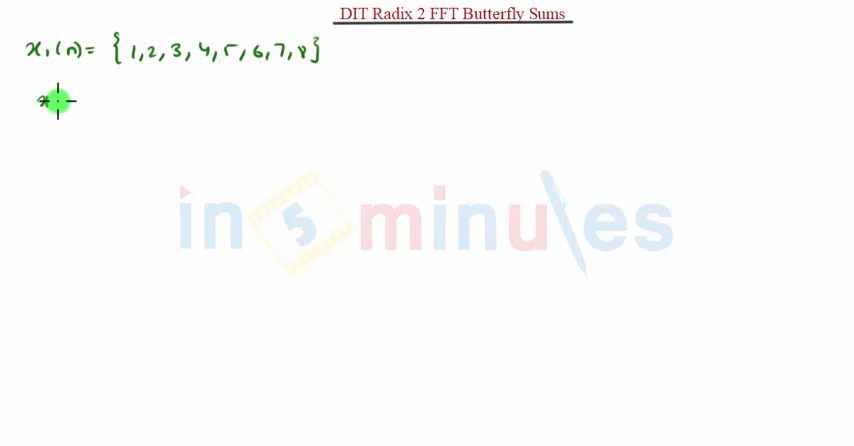 DIT Radix 2 FFT Butterfly Sums
x₁(n) = {1,2,3,4,5,6,7,8}
x
in 5 minutes